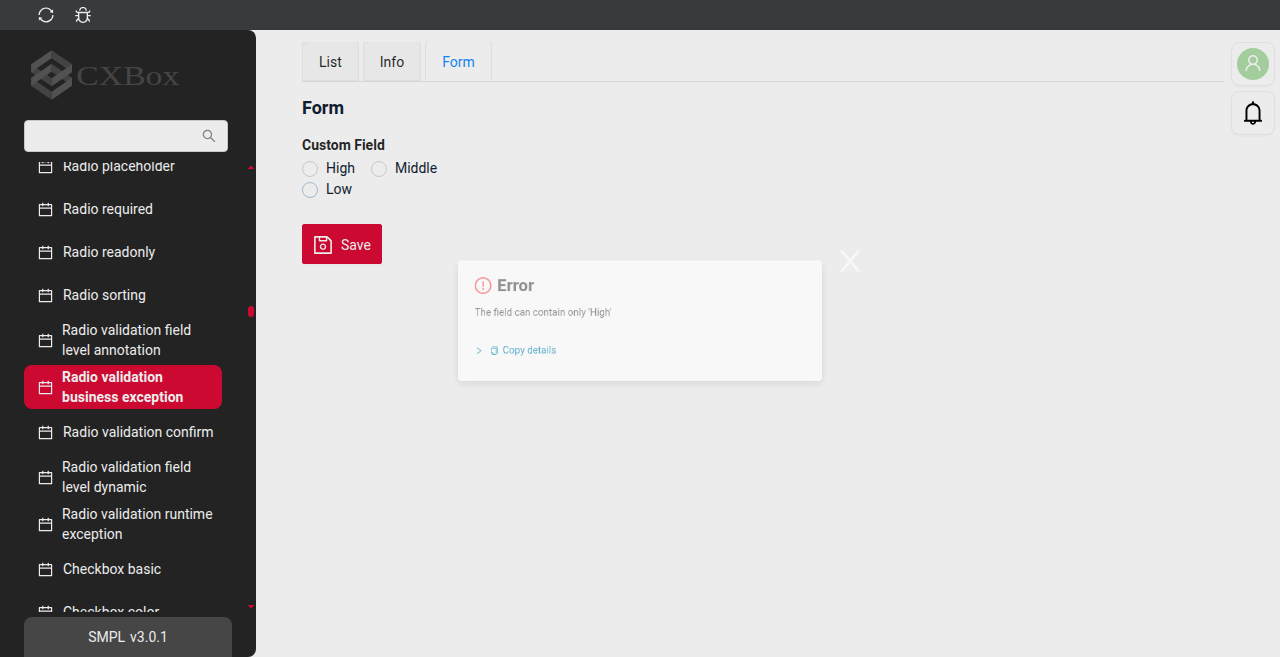 CXBox
Radio placeholder
Radio required
Radio readonly
Radio sorting
Radio validation field
level annotation
Radio validation
business exception
Radio validation confirm
Radio validation field
level dynamic
Radio validation runtime
exception
Checkbox basic
Checkbox color
SMPL v3.0.1
List
Info
Form
Form
Custom Field
High
Middle
Low
Save
Error
The field can contain only 'High'
Copy details